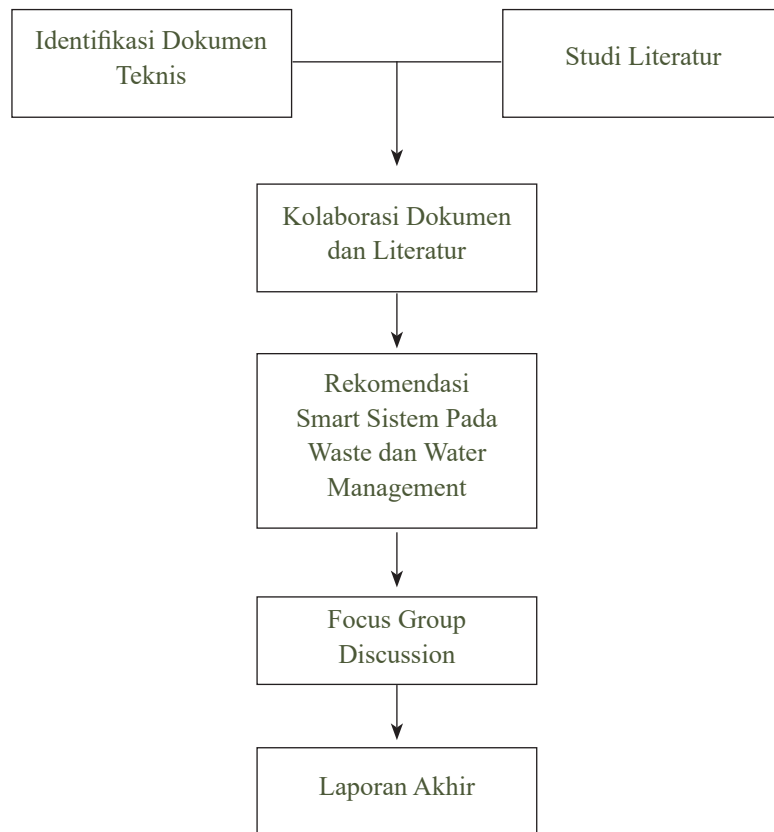 Identifikasi Dokumen
Teknis
Studi Literatur
Kolaborasi Dokumen
dan Literatur
Rekomendasi
Smart Sistem Pada
Waste dan Water
Management
Focus Group
Discussion
Laporan Akhir